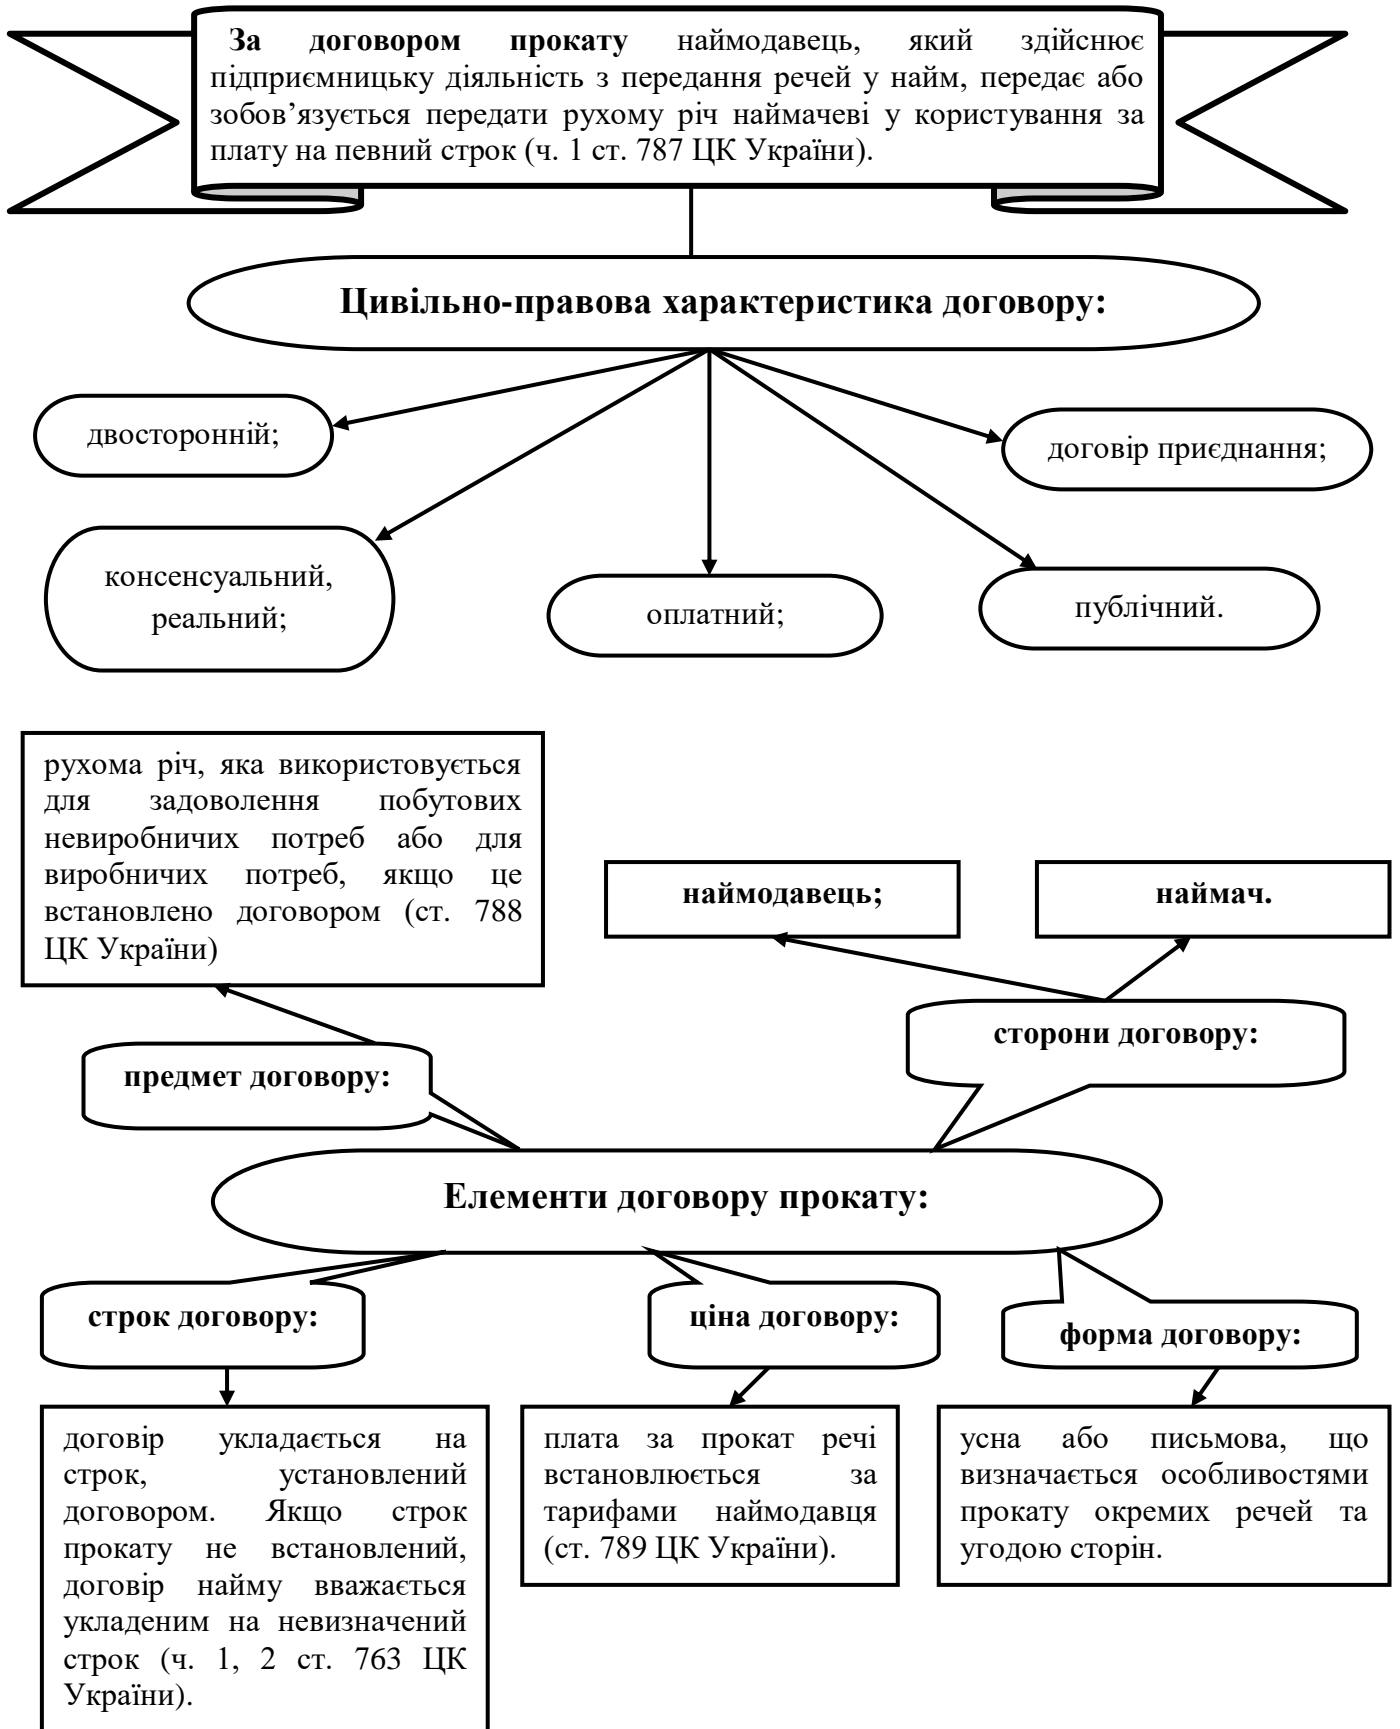 За договором прокату наймодавець, який здійснює
підприємницьку діяльність з передання речей у найм, передає або
зобов’язується передати рухому річ наймачеві у користування за
плату на певний строк (ч. 1 ст. 787 ЦК України).
Цивільно-правова характеристика договору:
двосторонній;
договір приєднання;
консенсуальний,
реальний;
оплатний;
публічний.
рухома річ, яка використовується
для задоволення побутових
невиробничих потреб або для
виробничих потреб, якщо це
встановлено договором (ст. 788
ЦК України)
наймодавець;
наймач.
сторони договору:
предмет договору:
Елементи договору прокату:
строк договору:
ціна договору:
форма договору:
договір укладається на
строк, установлений
договором. Якщо строк
прокату не встановлений,
договір найму вважається
укладеним на невизначений
строк (ч. 1, 2 ст. 763 ЦК
України).
плата за прокат речі
встановлюється за
тарифами наймодавця
(ст. 789 ЦК України).
усна або письмова, що
визначається особливостями
прокату окремих речей та
угодою сторін.